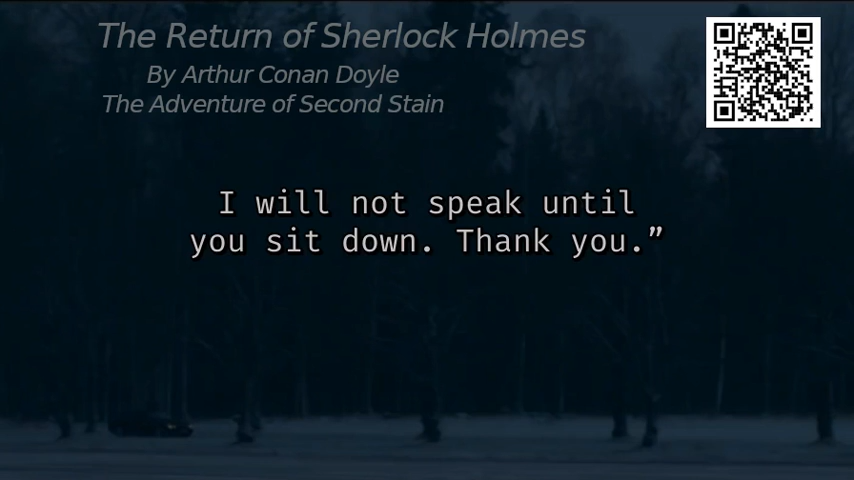 The Return of Sherlock Holmes
By Arthur Conan Doyle
The Adventure of Second Stain
I will not speak until
you sit down. Thank you.”